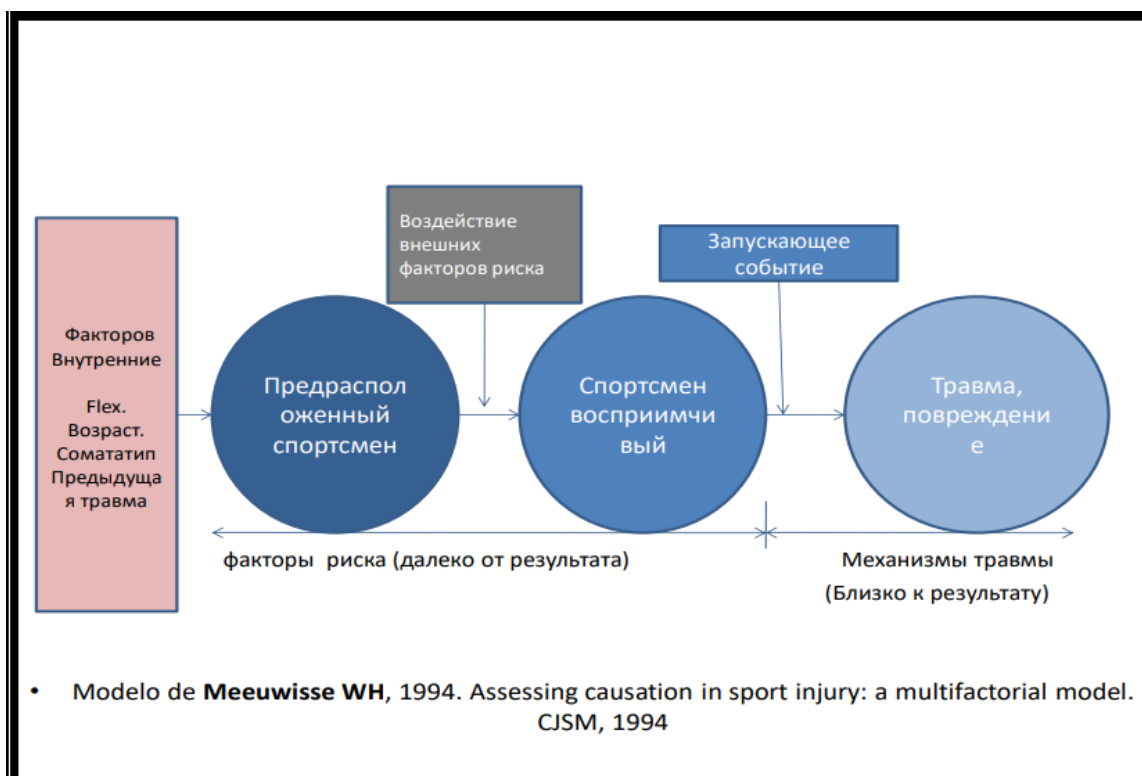 Факторов
Внутренние
Flex.
Возраст.
Сомататип
Предыдуща
я травма
Предраспол
оженный
спортсмен
Воздействие
внешних
факторов риска
Спортсмен
восприимчи
вый
Запускающее
событие
Травма,
повреждени
е
факторы риска (далеко от результата)
Механизмы травмы
(Близко к результату)
• Modelo de Meeuwisse WH, 1994. Assessing causation in sport injury: a multifactorial model.
CJSM, 1994